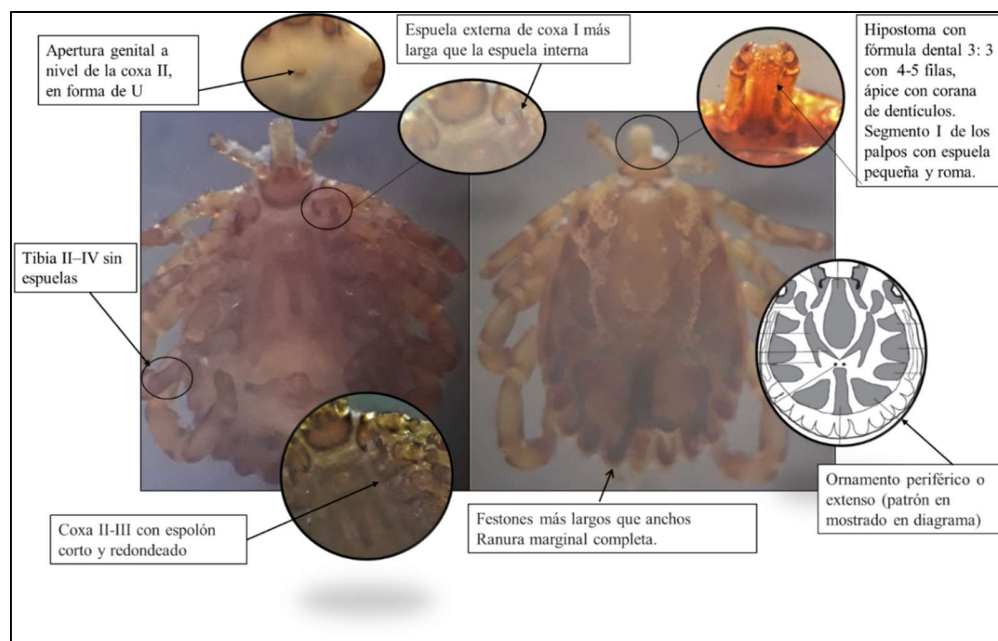 Apertura genital a
nivel de la coxa II,
en forma de U
Espuela externa de coxa I más
larga que la espuela interna
Hipostoma con
fórmula dental 3: 3
con 4-5 filas,
ápice con corana
de dentículos.
Segmento I de los
palpos con espuela
pequeña y roma.
Tibia II–IV sin
espuelas
Coxa II-III con espolón
corto y redondeado
Festones más largos que anchos
Ranura marginal completa.
Ornamento periférico o
extenso (patrón en
mostrado en diagrama)